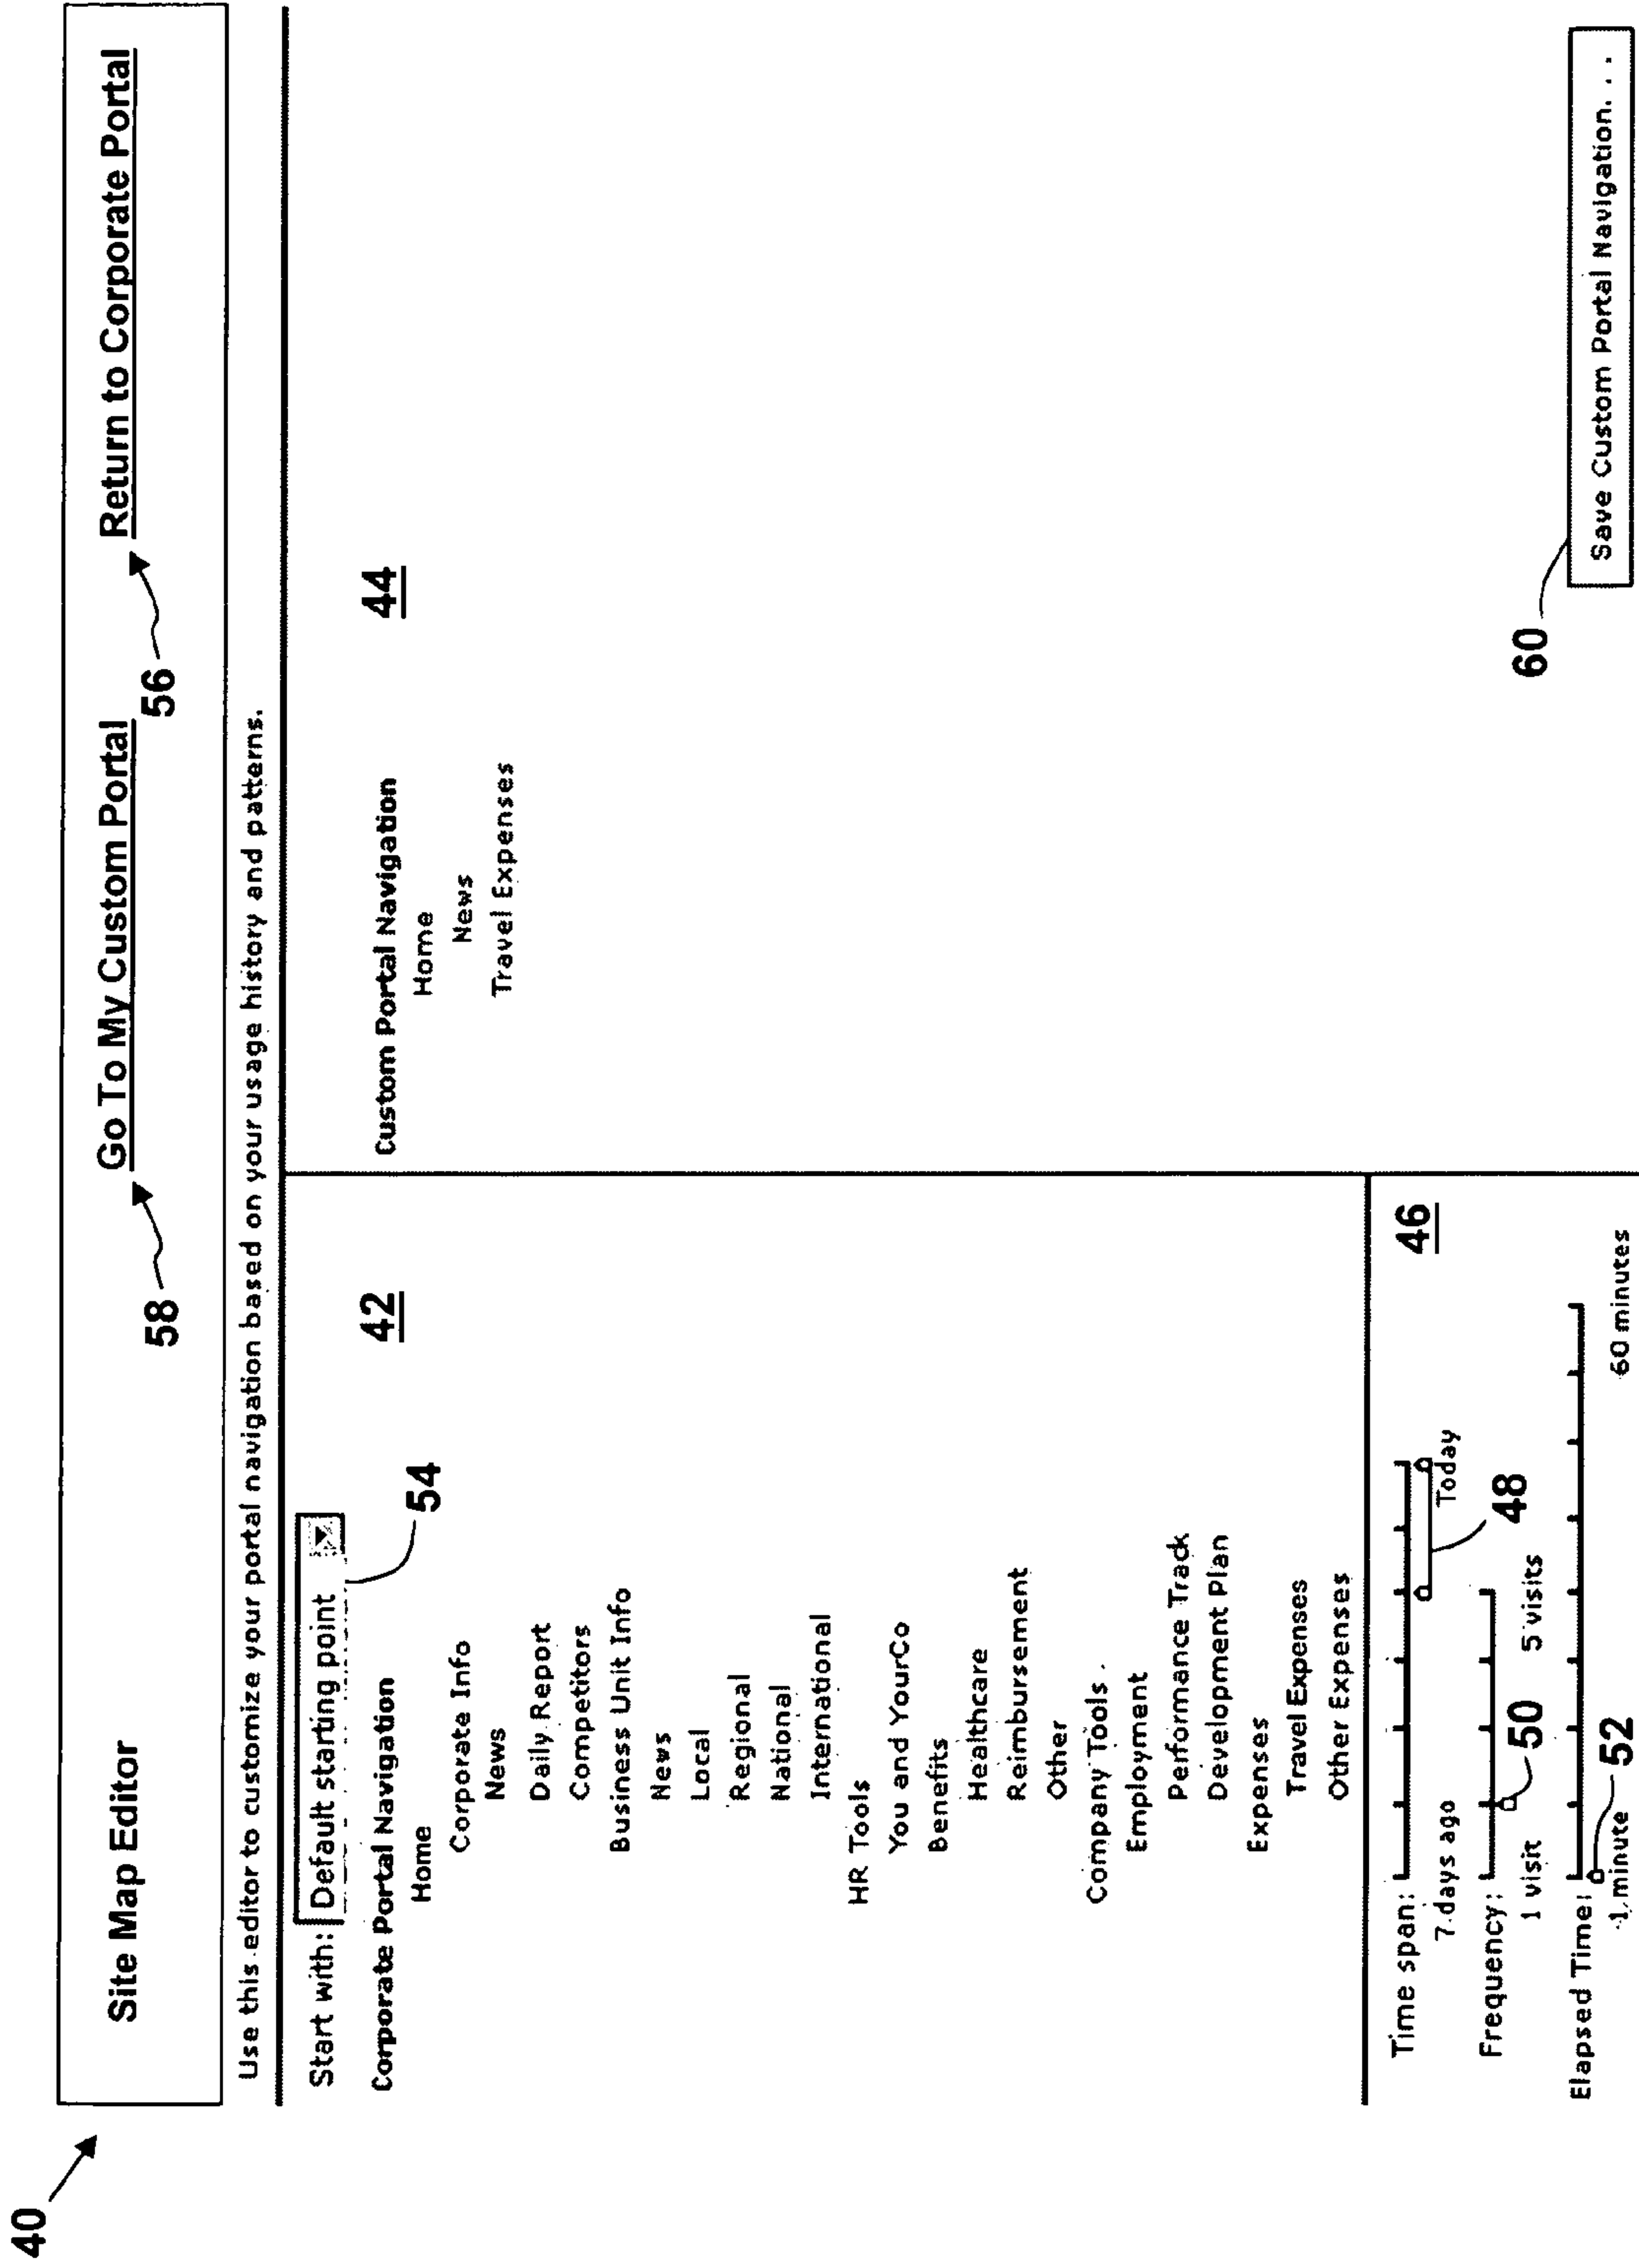 40
Site Map Editor
Go To My Custom Portal
Return to Corporate Portal
58
56
Use this editor to customize your portal navigation based on your usage history and patterns.
Start with: Default starting point
54
42
Corporate Portal Navigation
Home
Corporate Info
News
Daily Report
Competitors
Business Unit Info
News
Local
Regional
National
International
HR Tools
You and YourCo
Benefits
Healthcare
Reimbursement
Other
Company Tools
Employment
Performance Track
Development Plan
Expenses
Travel Expenses
Other Expenses
44
Custom Portal Navigation
Home
News
Travel Expenses
46
Time span:
7 days ago
Today
48
Frequency:
1 visit
5 visits
50
Elapsed Time:
1 minute
60 minutes
52
60
Save Custom Portal Navigation. . .